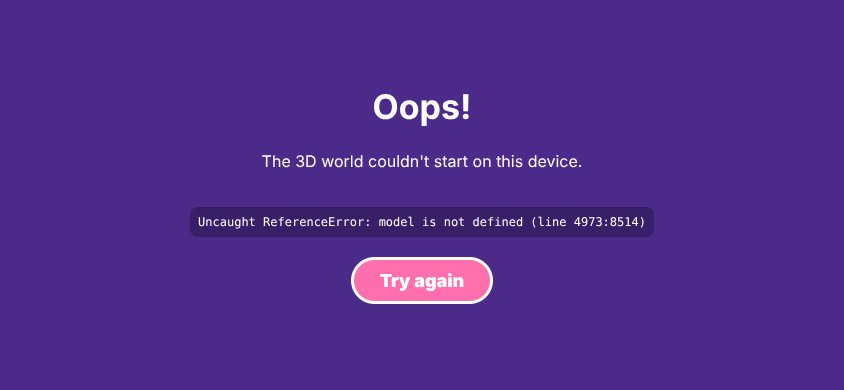 Oops!
The 3D world couldn't start on this device.
Uncaught ReferenceError: model is not defined (line 4973:8514)
Try again